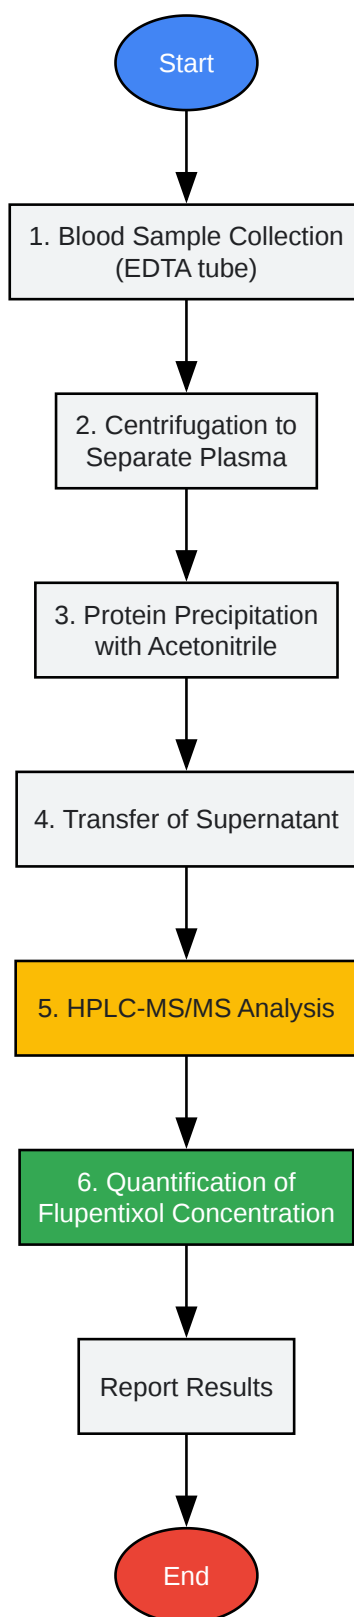 Start
1. Blood Sample Collection
(EDTA tube)
2. Centrifugation to
Separate Plasma
3. Protein Precipitation
with Acetonitrile
4. Transfer of Supernatant
5. HPLC-MS/MS Analysis
6. Quantification of
Flupentixol Concentration
Report Results
End